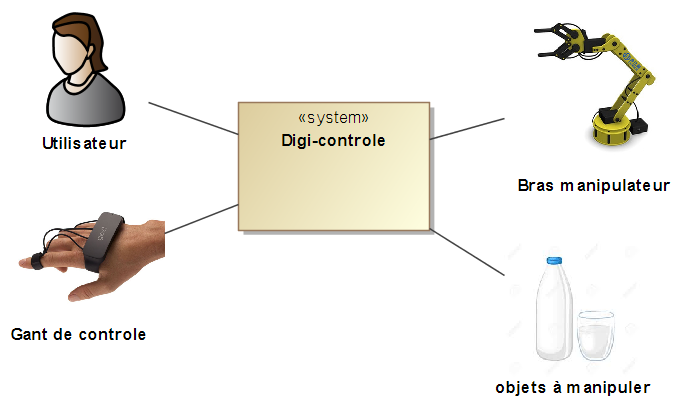 «system»
Digi-controle
Utilisateur
Bras manipulateur
Gant de controle
objets à manipuler